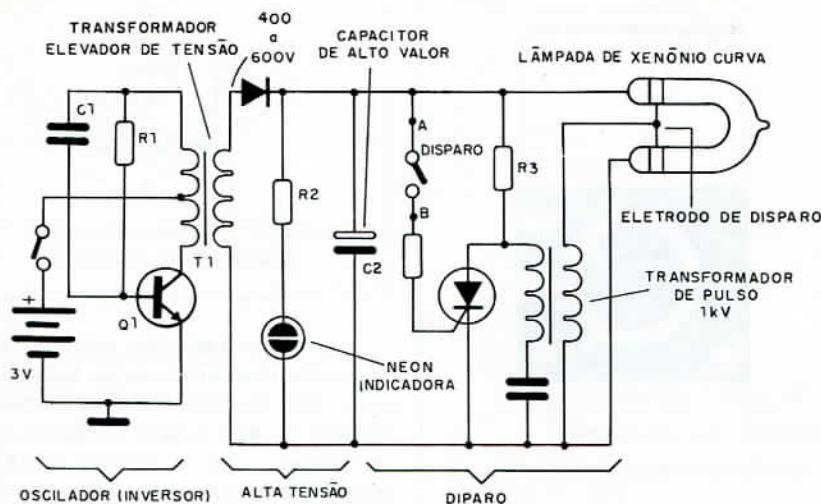 TRANSFORMADOR
ELEVADOR DE TENSÃO
400
a
600V
CAPACITOR
DE ALTO VALOR
LÂMPADA DE XENÔNIO CURVA
C1
R1
A
DISPARO
B
R2
R3
ELETRODO DE DISPARO
T1
C2
TRANSFORMADOR
DE PULSO
1kV
+
Q1
3V
NEON
INDICADORA
OSCILADOR (INVERSOR)
ALTA TENSÃO
DIPARO